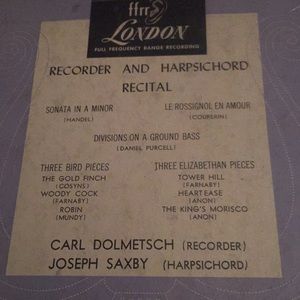 ffrr
LONDON
FULL FREQUENCY RANGE RECORDING
RECORDER AND HARPSICHORD
RECITAL
SONATA IN A MINOR
(HANDEL)
LE ROSSIGNOL EN AMOUR
(COUPERIN)
DIVISIONS ON A GROUND BASS
(DANIEL PURCELL)
THREE BIRD PIECES
THE GOLD FINCH
(COSYNS)
WOODY COCK
(FARNABY)
ROBIN
(MUNDY)
THREE ELIZABETHAN PIECES
TOWER HILL
(FARNABY)
HEARTEASE
(ANON)
THE KING'S MORISCO
(ANON)
CARL DOLMETSCH (RECORDER)
JOSEPH SAXBY (HARPSICHORD)